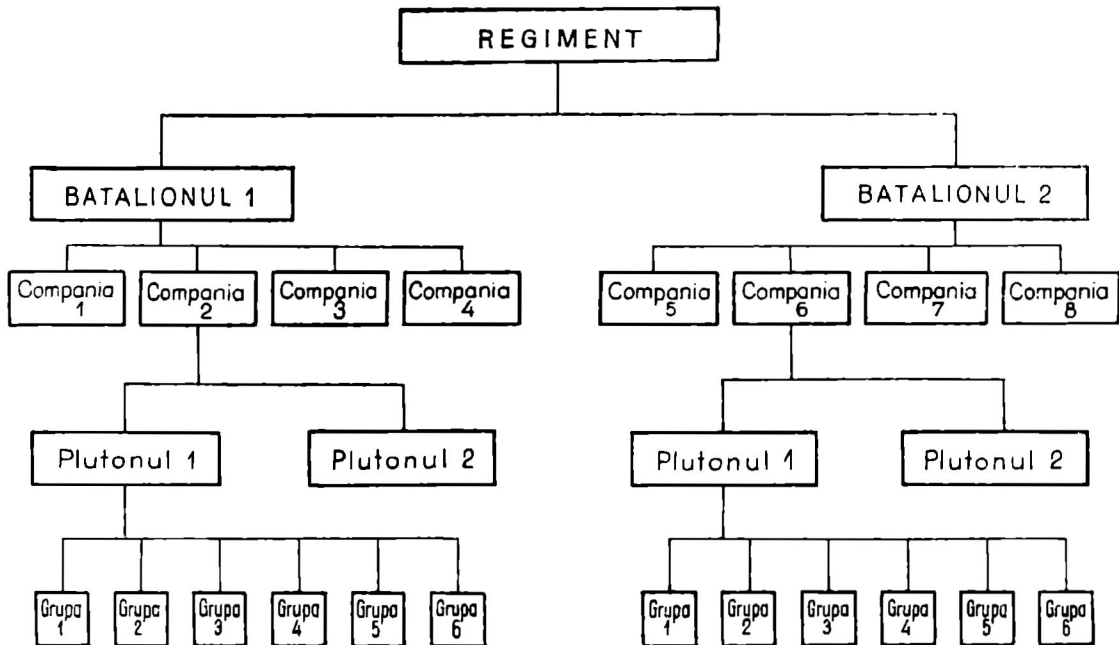 REGIMENT
BATALIONUL 1
BATALIONUL 2
Compania
1
Compania
2
Compania
3
Compania
4
Compania
5
Compania
6
Compania
7
Compania
8
Plutonul 1
Plutonul 2
Plutonul 1
Plutonul 2
Grupa
1
Grupa
2
Grupa
3
Grupa
4
Grupa
5
Grupa
6
Grupa
1
Grupa
2
Grupa
3
Grupa
4
Grupa
5
Grupa
6